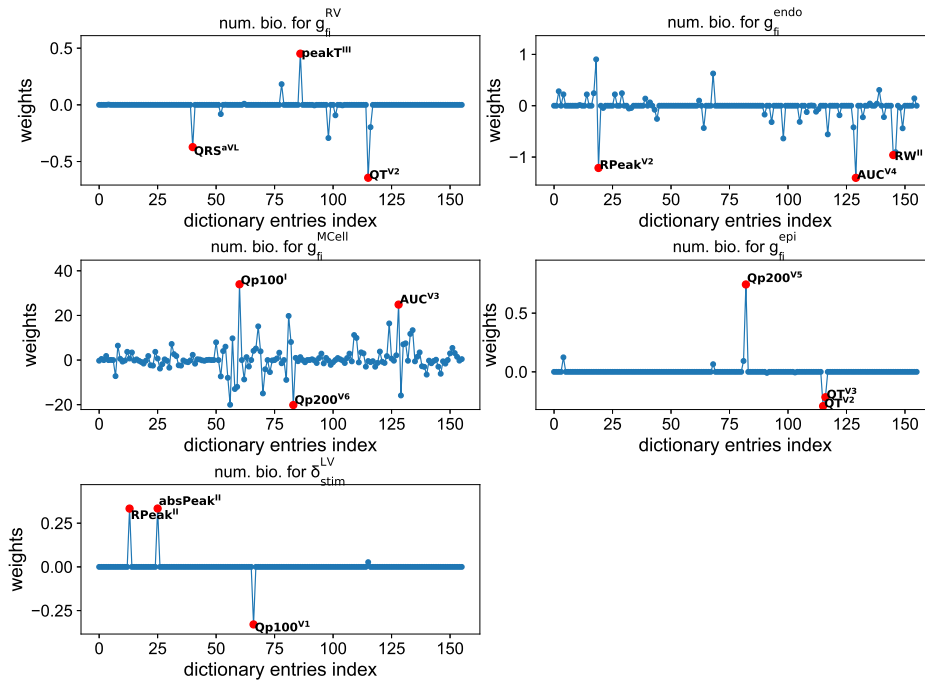 num. bio. for g_fi^RV
0.5
0.0
−0.5
weights
peakT^III
QRS^aVL
QT^V2
0 25 50 75 100 125 150
dictionary entries index
num. bio. for g_fi^endo
1
0
−1
weights
RPeak^V2
AUC^V4
RW^II
0 25 50 75 100 125 150
dictionary entries index
num. bio. for g_fi^MCell
40
20
0
−20
weights
Qp100^I
AUC^V3
Qp200^V6
0 25 50 75 100 125 150
dictionary entries index
num. bio. for g_fi^epi
0.5
0.0
weights
Qp200^V5
QT^V3
QT^V2
0 25 50 75 100 125 150
dictionary entries index
num. bio. for δ_stim^LV
0.25
0.00
−0.25
weights
absPeak^II
RPeak^II
Qp100^V1
0 25 50 75 100 125 150
dictionary entries index